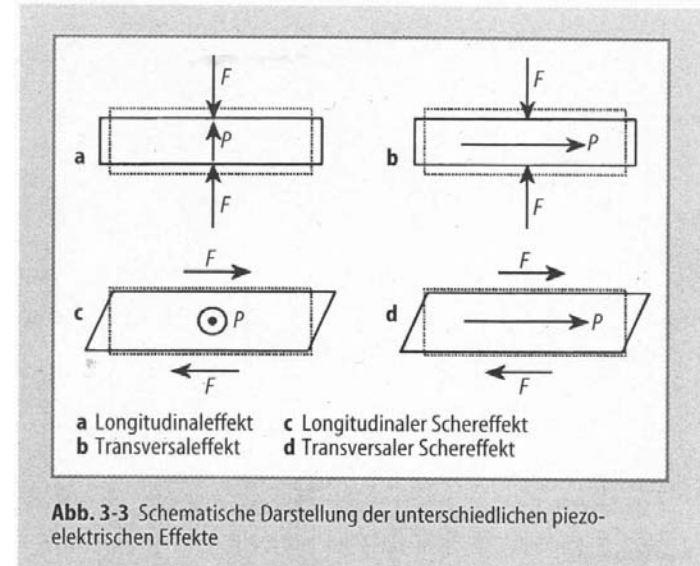 F
F
P
P
a
b
F
F
F
F
c
P
d
P
F
F
a Longitudinaleffekt c Longitudinaler Schereffekt
b Transversaleffekt d Transversaler Schereffekt
Abb. 3-3 Schematische Darstellung der unterschiedlichen piezo-
elektrischen Effekte